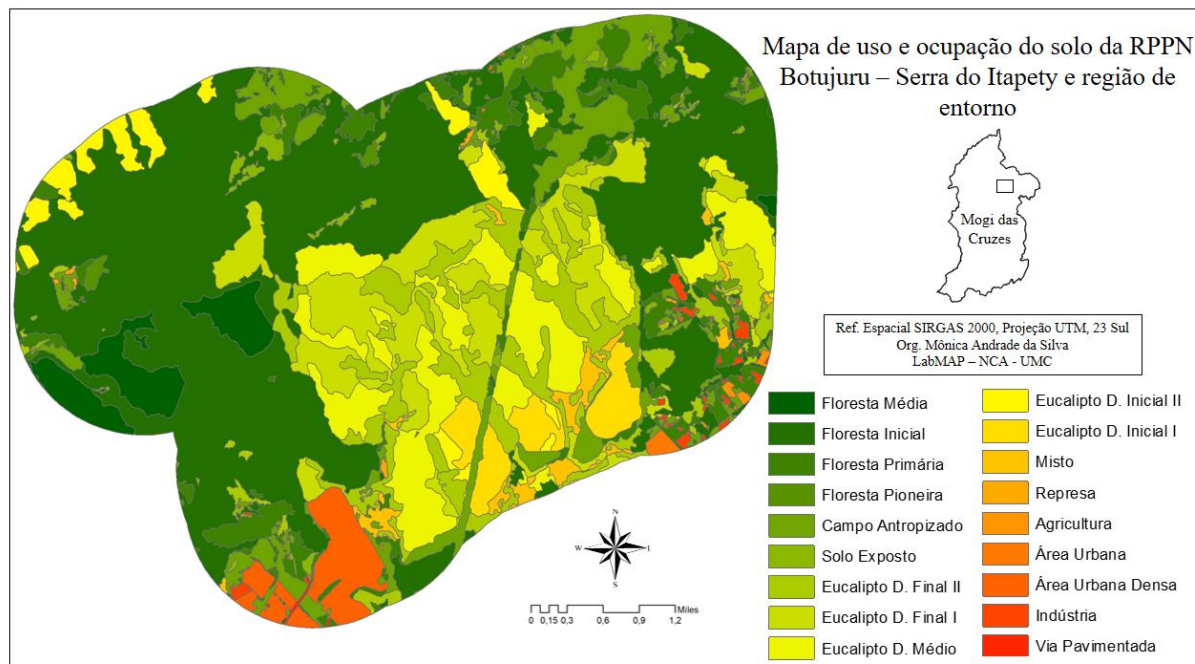 Mapa de uso e ocupação do solo da RPPN
Botujuru – Serra do Itapety e região de
entorno
Mogi das
Cruzes
Ref. Espacial SIRGAS 2000, Projeção UTM, 23 Sul
Org. Mônica Andrade da Silva
LabMAP – NCA - UMC
Floresta Média
Floresta Inicial
Floresta Primária
Floresta Pioneira
Campo Antropizado
Solo Exposto
Eucalipto D. Final II
Eucalipto D. Final I
Eucalipto D. Médio
Eucalipto D. Inicial II
Eucalipto D. Inicial I
Misto
Represa
Agricultura
Área Urbana
Área Urbana Densa
Indústria
Via Pavimentada
N
W
S
Miles
0 0,15 0,3 0,6 0,9 1,2